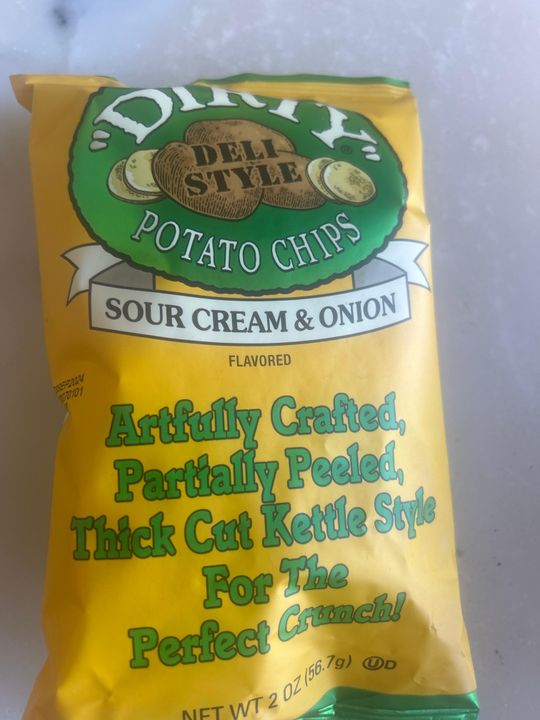 "DIRTY"®
DELI
STYLE
POTATO CHIPS
SOUR CREAM & ONION
FLAVORED
Artfully Crafted,
Partially Peeled,
Thick Cut Kettle Style
For The
Perfect Crunch!
NET WT 2 OZ (56.7g) UD